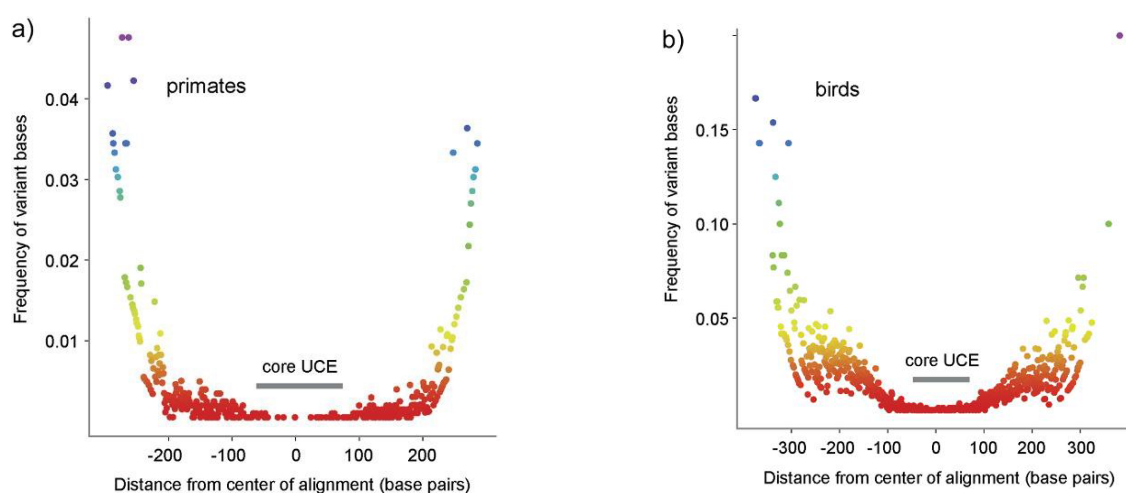 a)
primates
Frequency of variant bases
0.04
0.03
0.02
0.01
core UCE
-200 -100 0 100 200
Distance from center of alignment (base pairs)
b)
birds
Frequency of variant bases
0.15
0.10
0.05
core UCE
-300 -200 -100 0 100 200 300
Distance from center of alignment (base pairs)